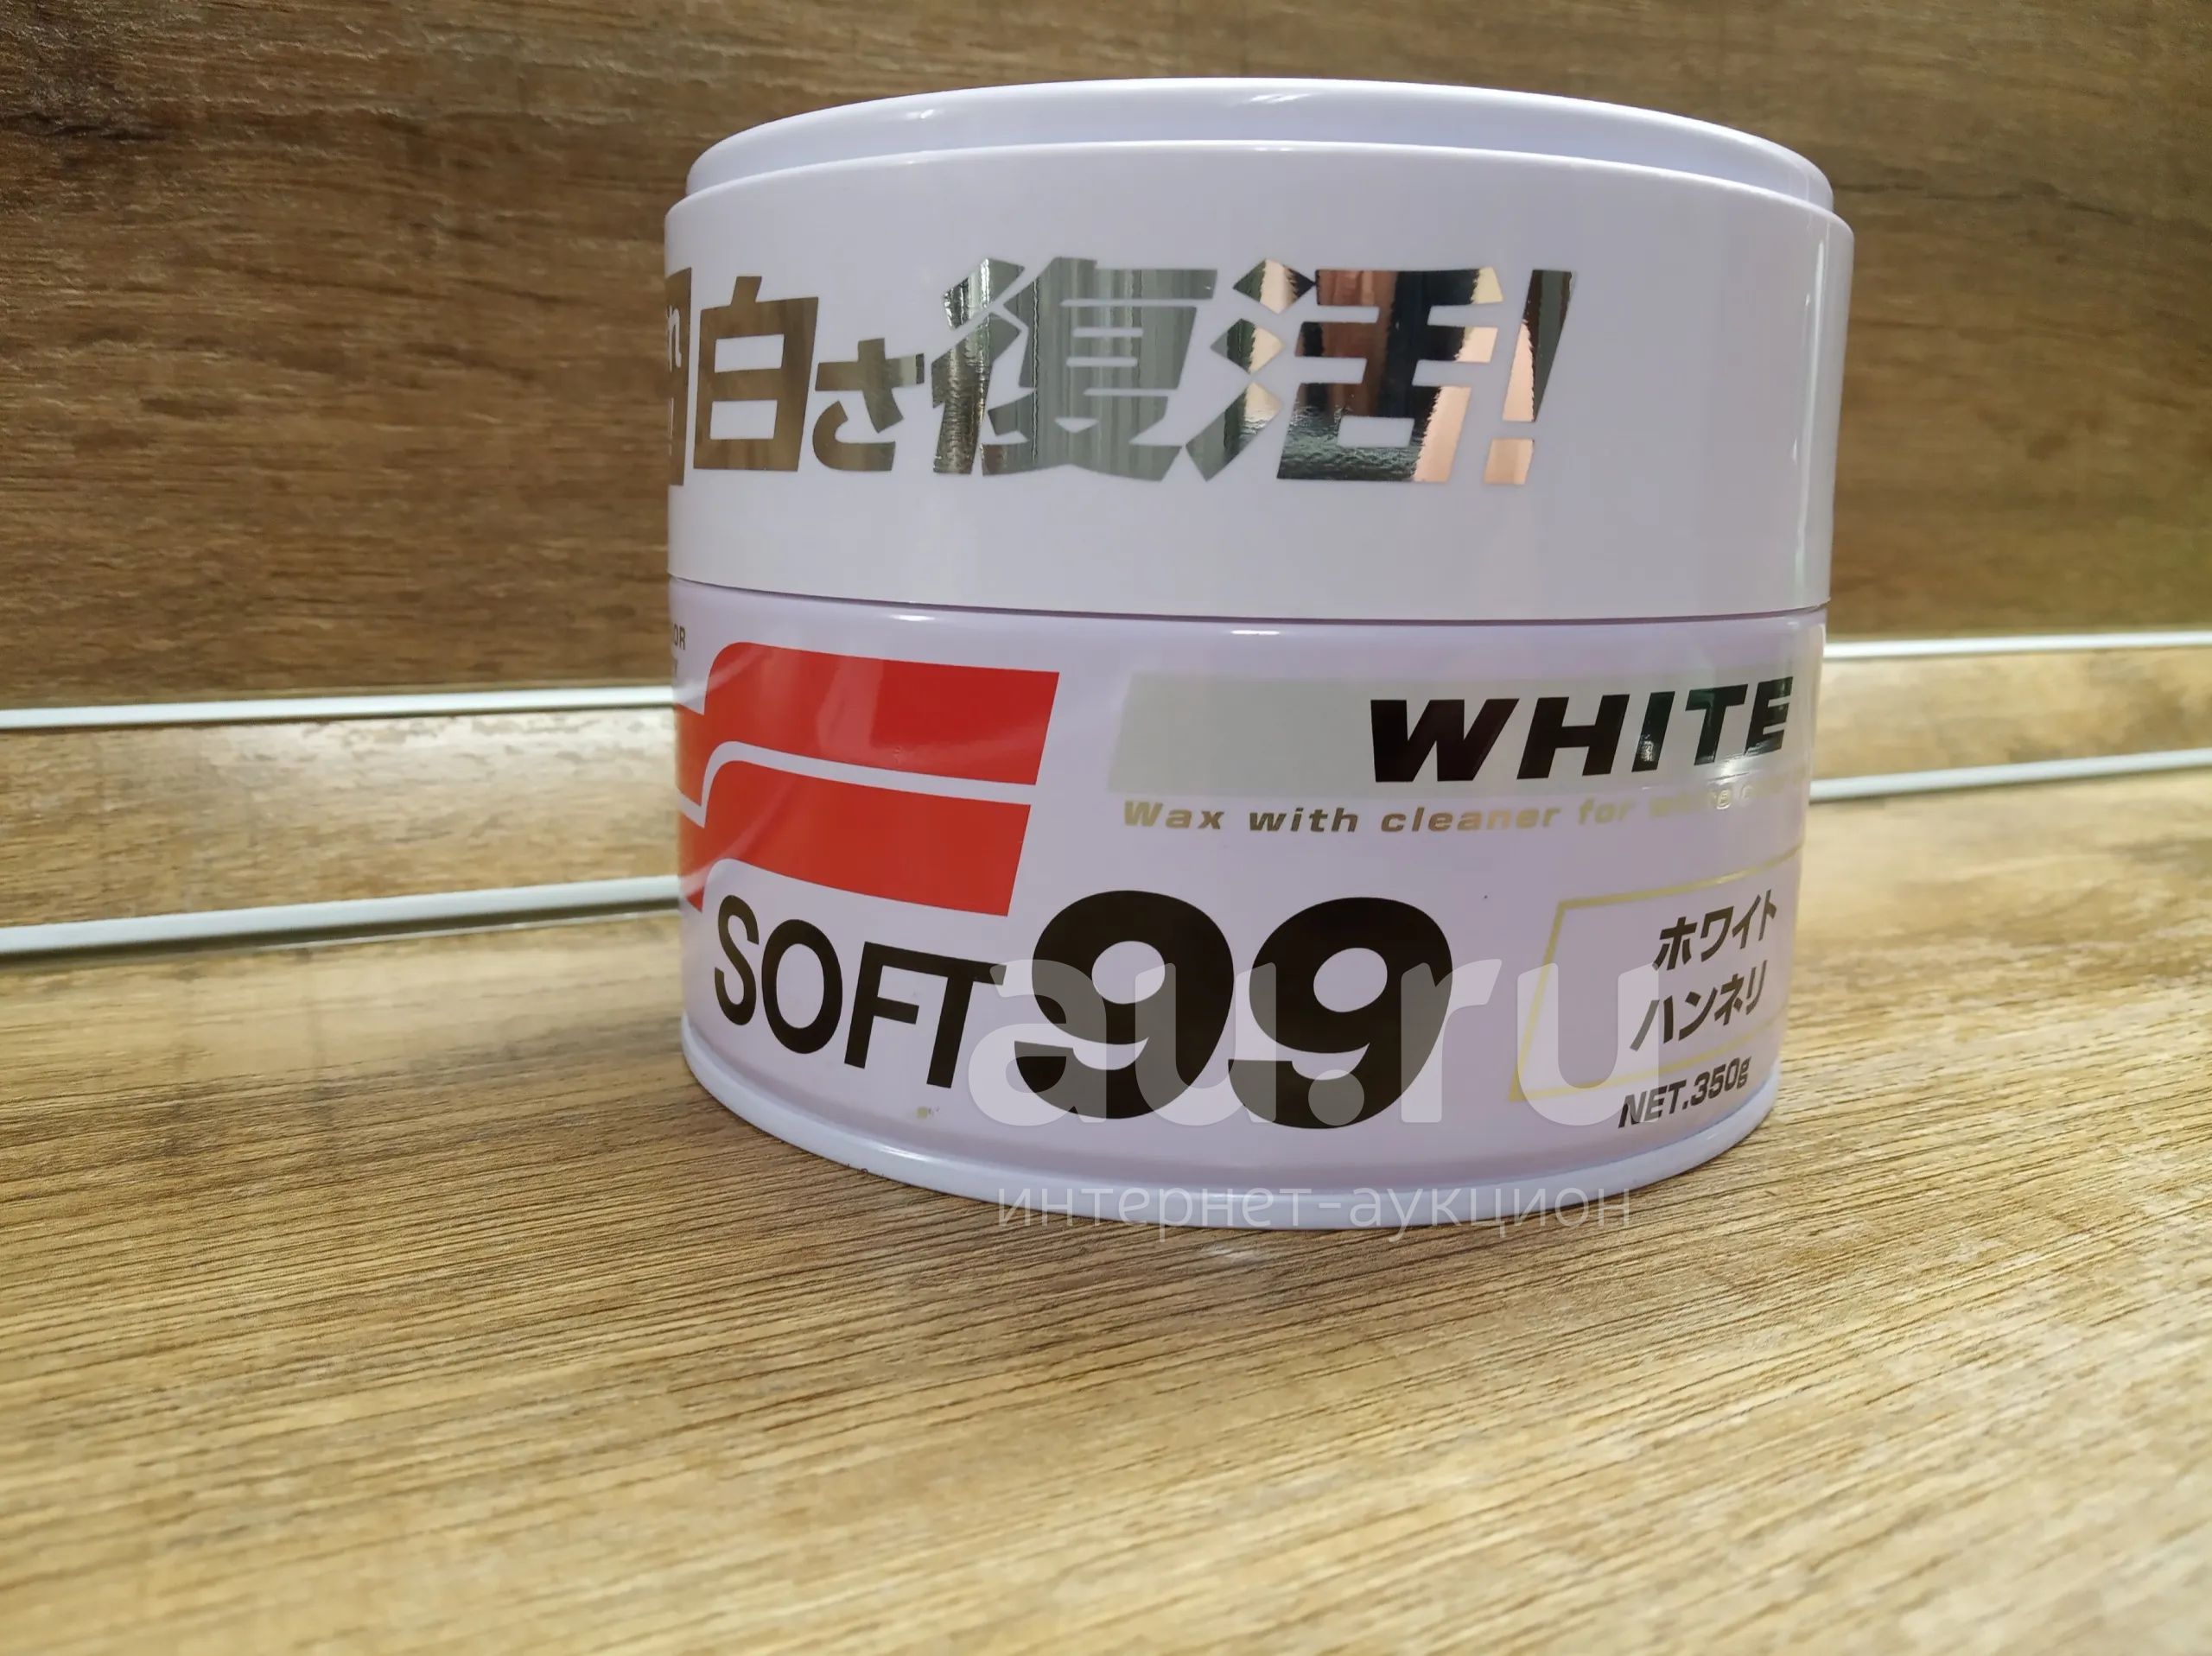 白さ復活!
WHITE
Wax with cleaner for white
SOFT99
ホワイト
ハンネリ
NET.350g
au.ru
интернет-аукцион